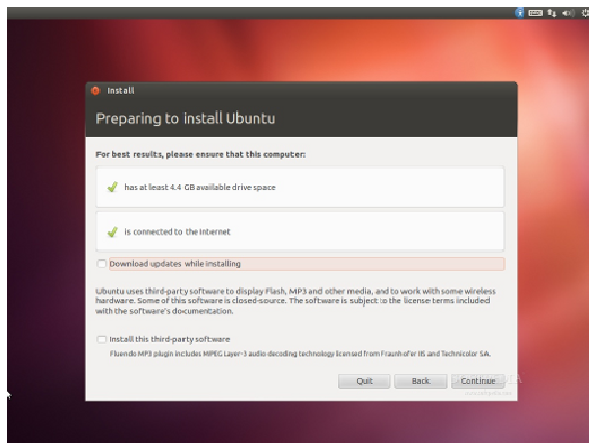 Install
Preparing to install Ubuntu
For best results, please ensure that this computer:
has at least 4.4 GB available drive space
is connected to the Internet
Download updates while installing
Ubuntu uses third-party software to display Flash, MP3 and other media, and to work with some wireless
hardware. Some of this software is closed-source. The software is subject to the license terms included
with the software's documentation.
Install this third-party software
Fluendo MP3 plugin includes MPEG Layer-3 audio decoding technology licensed from Fraunhofer IIS and Technicolor SA.
Quit Back Continue